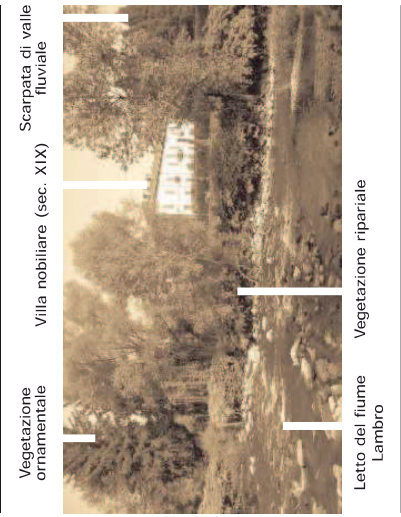 Vegetazione
ornamentale
Villa nobiliare (sec. XIX)
Scarpata di valle
fluviale
Letto del fiume
Lambro
Vegetazione ripariale